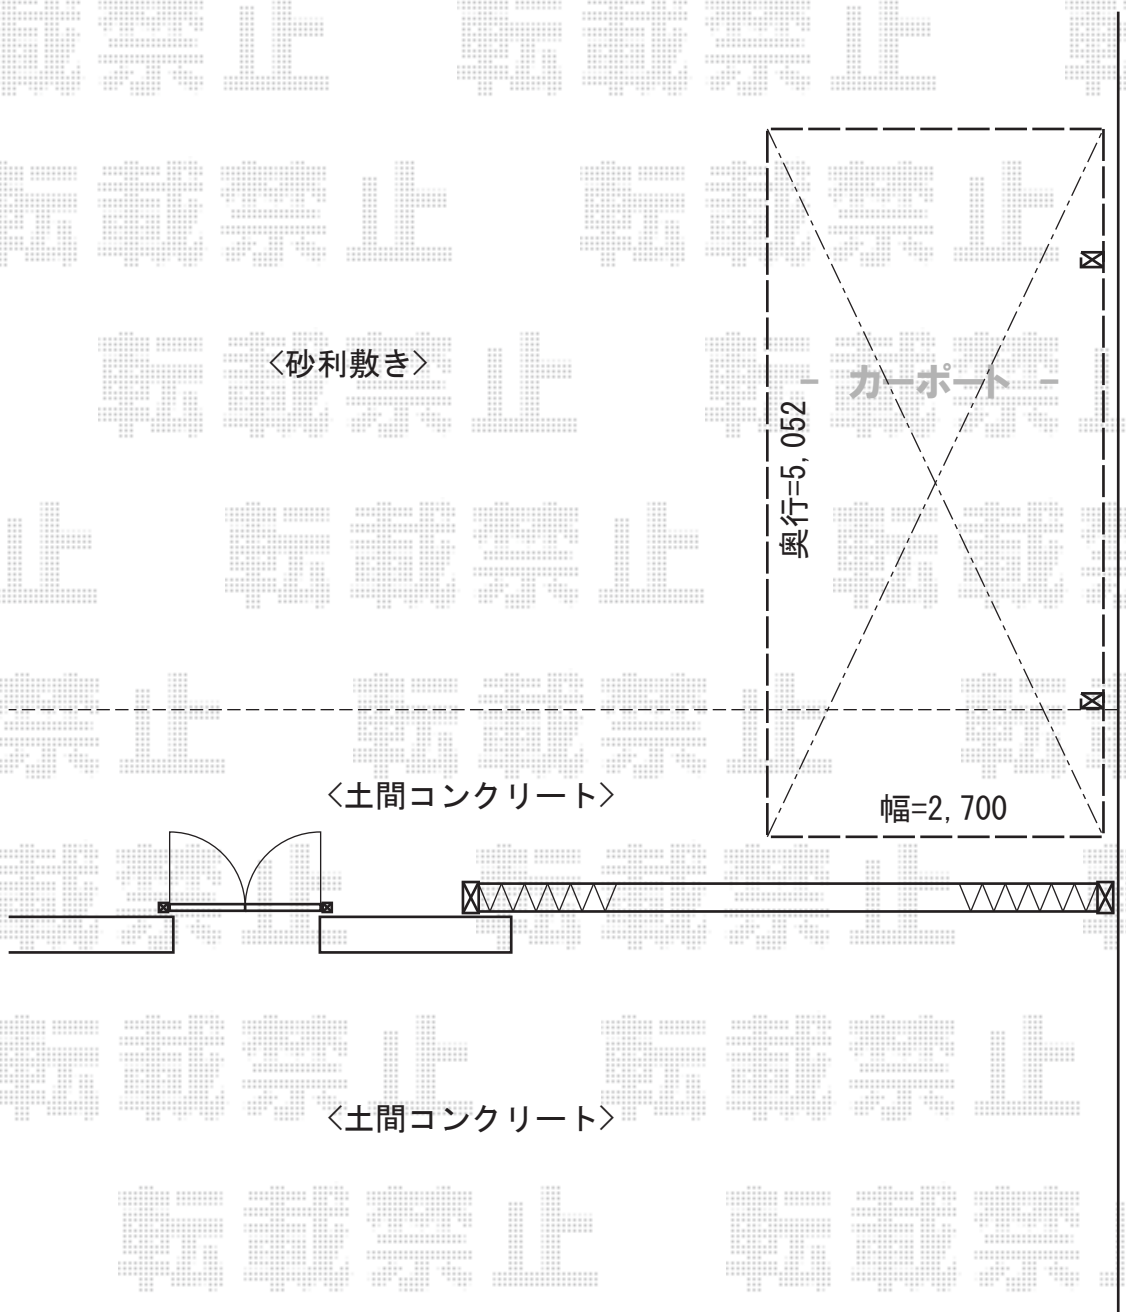 <砂利敷き>
- カーポート -
奥行=5,052
<土間コンクリート>
幅=2,700
<土間コンクリート>
転載禁止